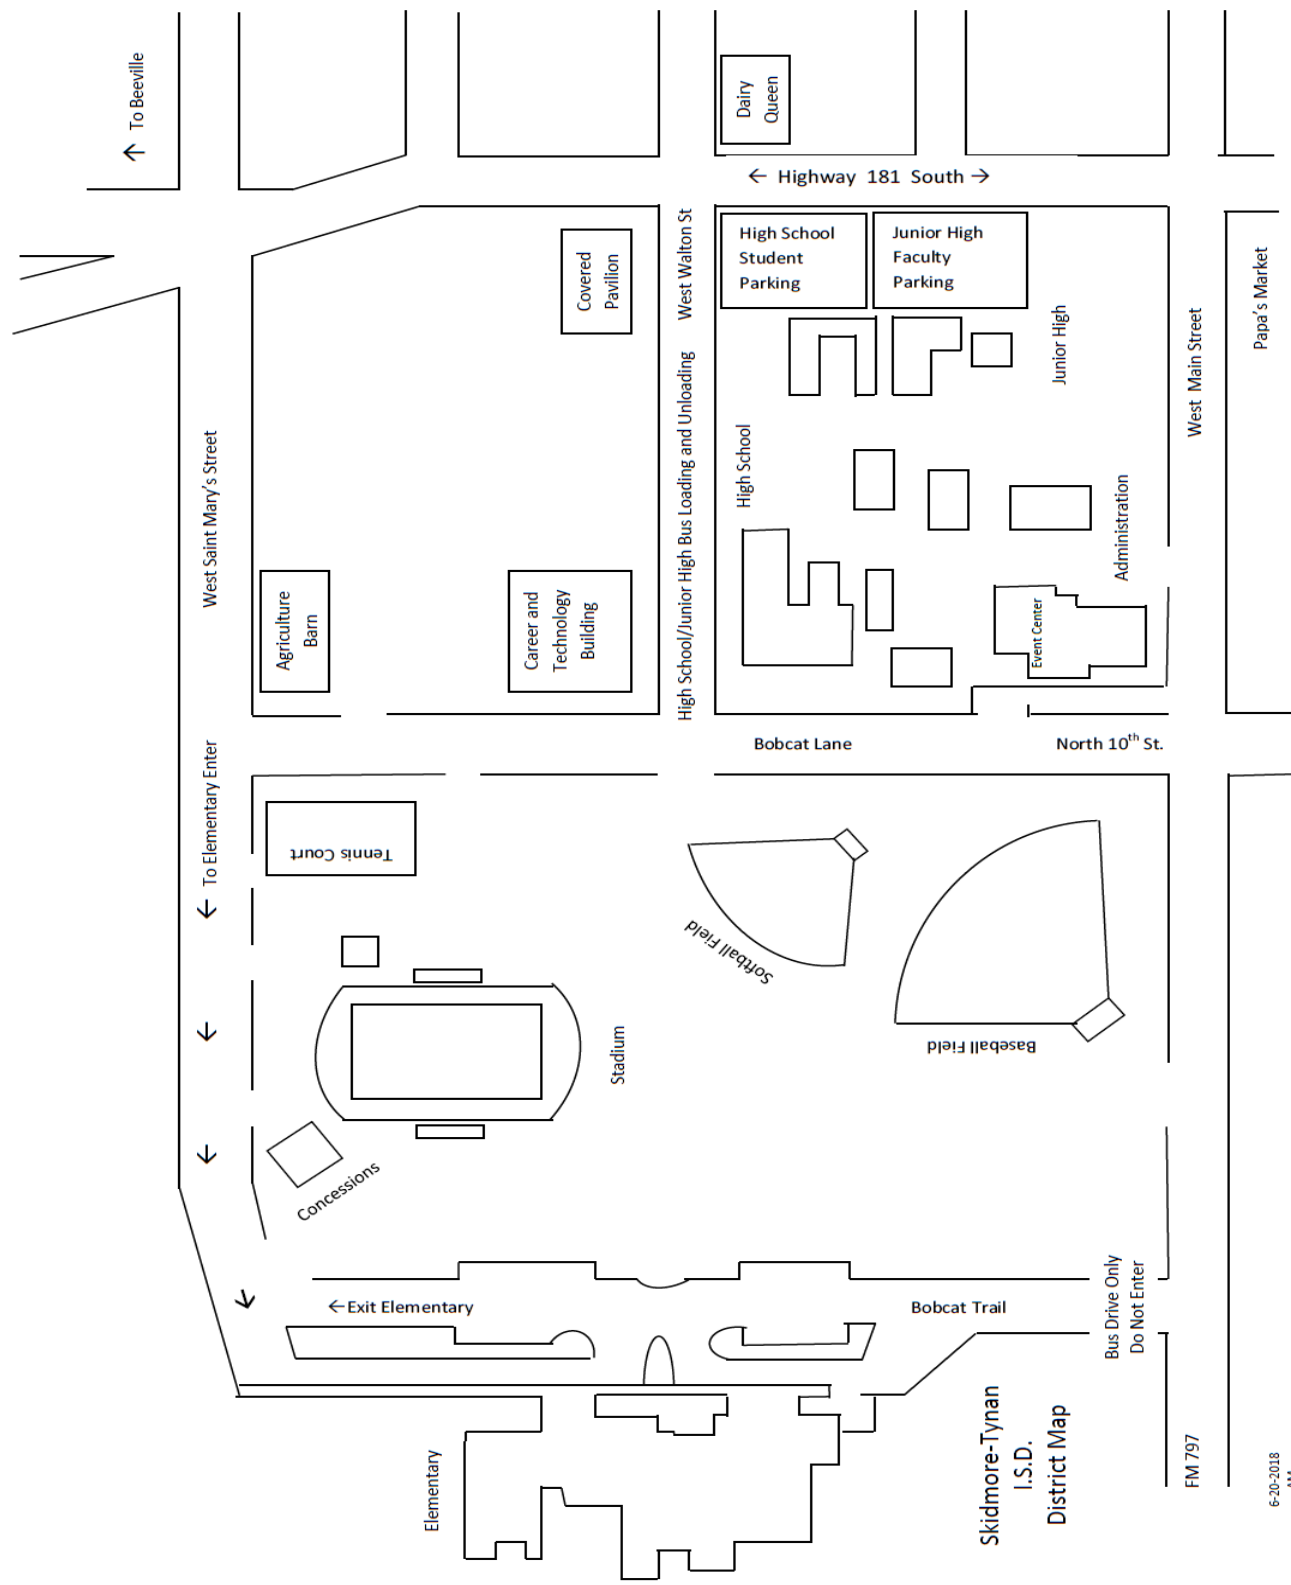 ↑ To Beeville
Dairy
Queen
← Highway 181 South →
High School
Student
Parking
Junior High
Faculty
Parking
Covered
Pavilion
West Walton St
Papa's Market
West Main Street
Junior High
High School/Junior High Bus Loading and Unloading
High School
West Saint Mary's Street
Administration
Agriculture
Barn
Career and
Technology
Building
Event Center
Bobcat Lane
North 10th St.
To Elementary Enter
Tennis Court
Softball Field
Baseball Field
Stadium
Concessions
←Exit Elementary
Bobcat Trail
Bus Drive Only
Do Not Enter
Elementary
Skidmore-Tynan
I.S.D.
District Map
FM 797
6-20-2018